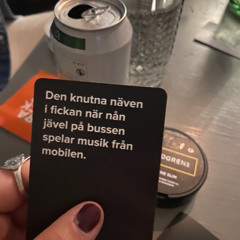 Den knutna näven
i fickan när nån
jävel på bussen
spelar musik från
mobilen.